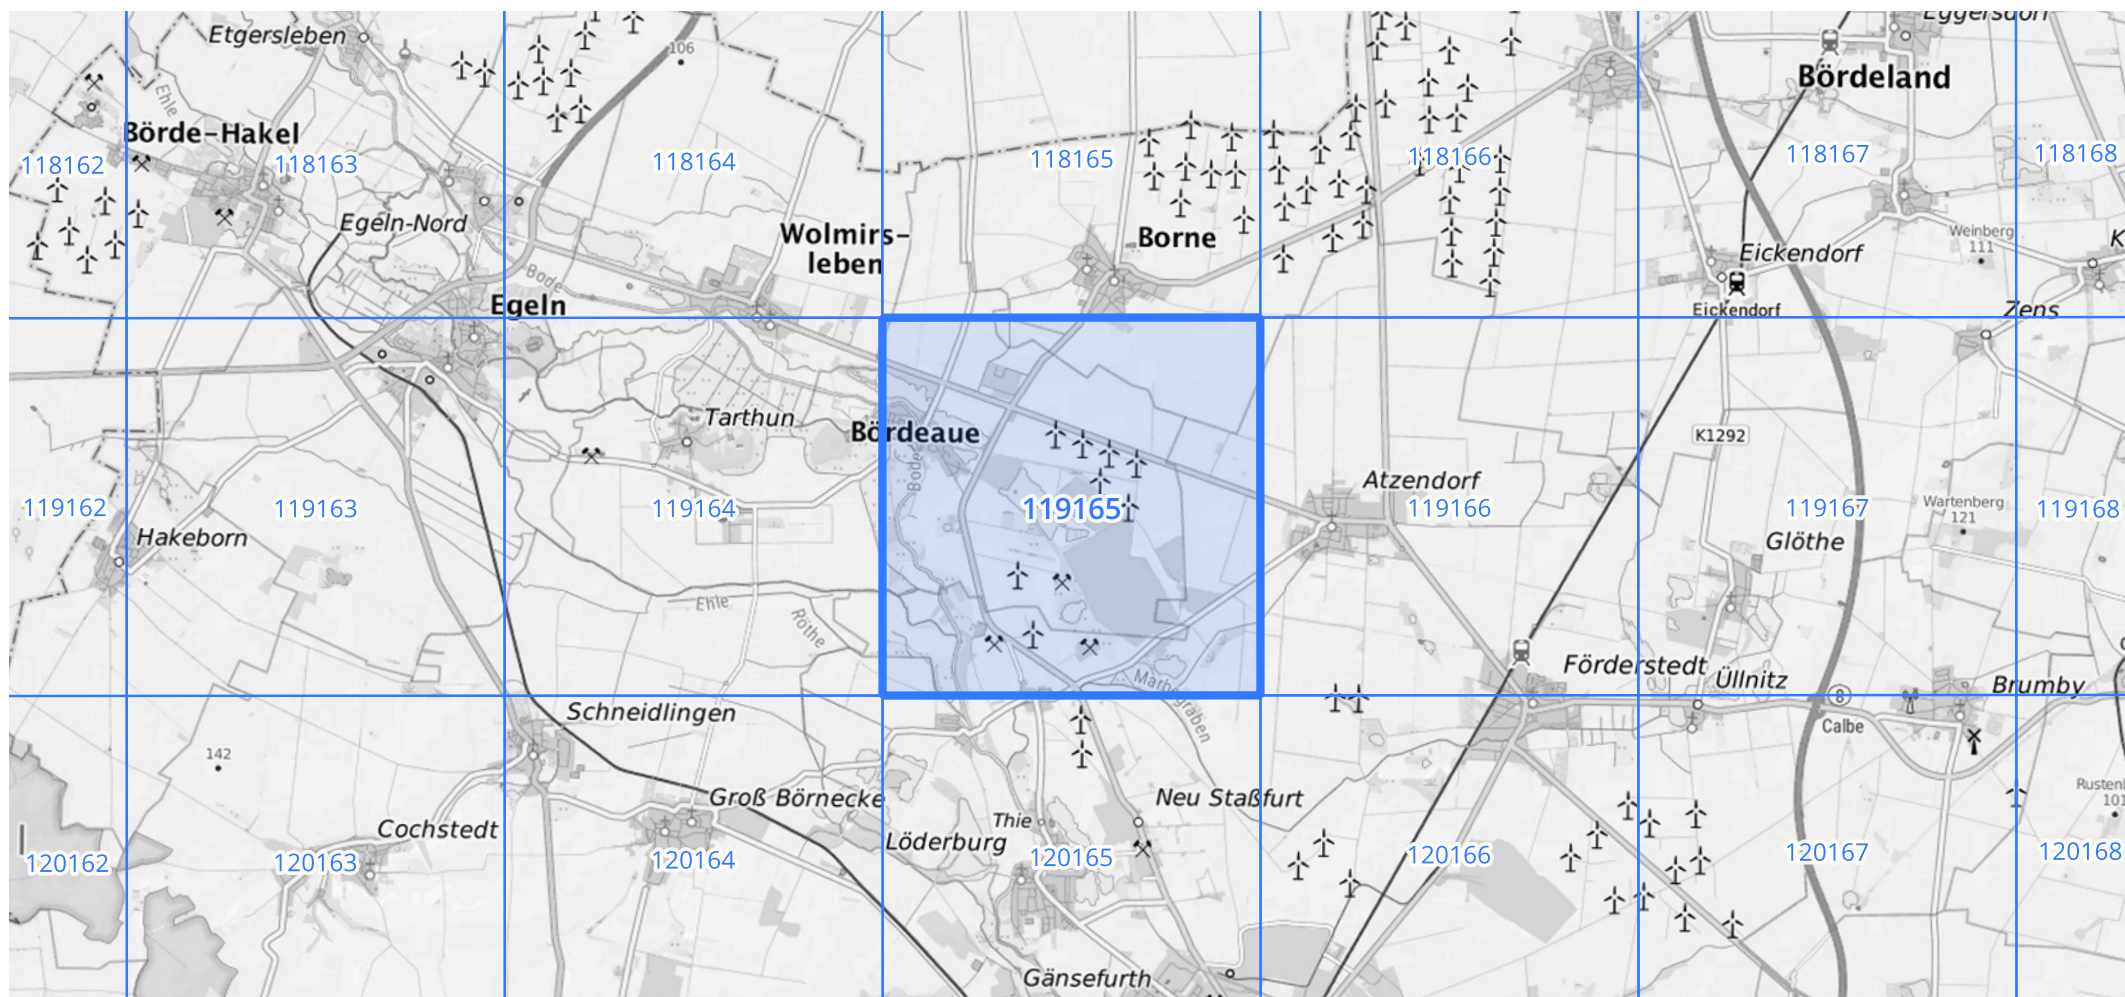 Etgersleben
106
Eggersdorf
Bördeland
Ehle
Börde-Hakel
118162
118163
118164
118165
118166
118167
118168
Egeln-Nord
Wolmirs-
leben
Borne
Weinberg
111
Eickendorf
K
Bode
Egeln
Eickendorf
Zens
Tarthun
Bördeaue
K1292
Bode
Atzendorf
119162
119163
119164
119165
119166
Wartenberg
121
119167
119168
Hakeborn
Glöthe
Ehle
Röthe
Förderstedt
Üllnitz
Brumby
Marbegraben
8
Calbe
Schneidlingen
142
Groß Börnecke
Neu Staßfurt
Rustenb
101
Cochstedt
Thie
Löderburg
120162
120163
120164
120165
120166
120167
120168
Gänsefurth